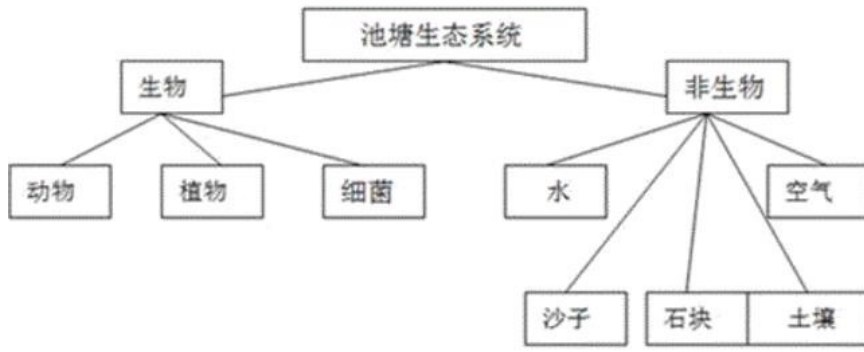 池塘生态系统
生物
非生物
动物
植物
细菌
水
空气
沙子
石块
土壤